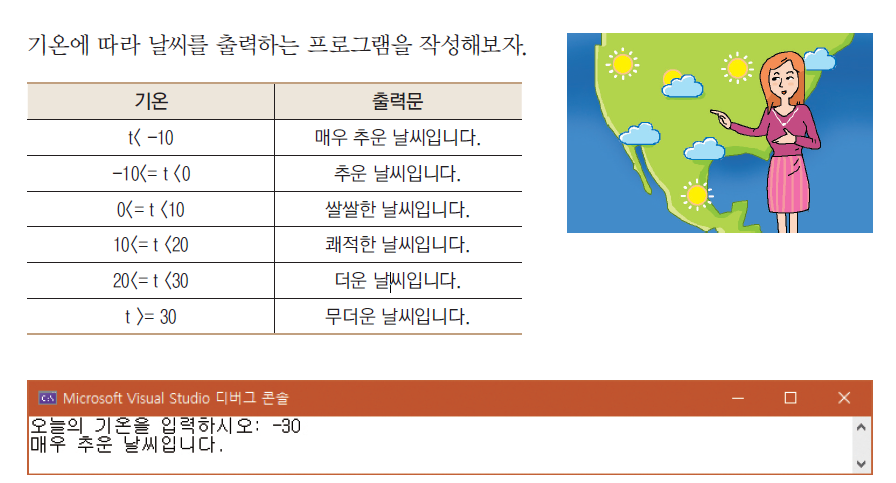 기온에 따라 날씨를 출력하는 프로그램을 작성해보자.
기온 출력문
t< -10 매우 추운 날씨입니다.
-10<= t <0 추운 날씨입니다.
0<= t <10 쌀쌀한 날씨입니다.
10<= t <20 쾌적한 날씨입니다.
20<= t <30 더운 날씨입니다.
t >= 30 무더운 날씨입니다.
C:\ Microsoft Visual Studio 디버그 콘솔
오늘의 기온을 입력하시오: -30
매우 추운 날씨입니다.